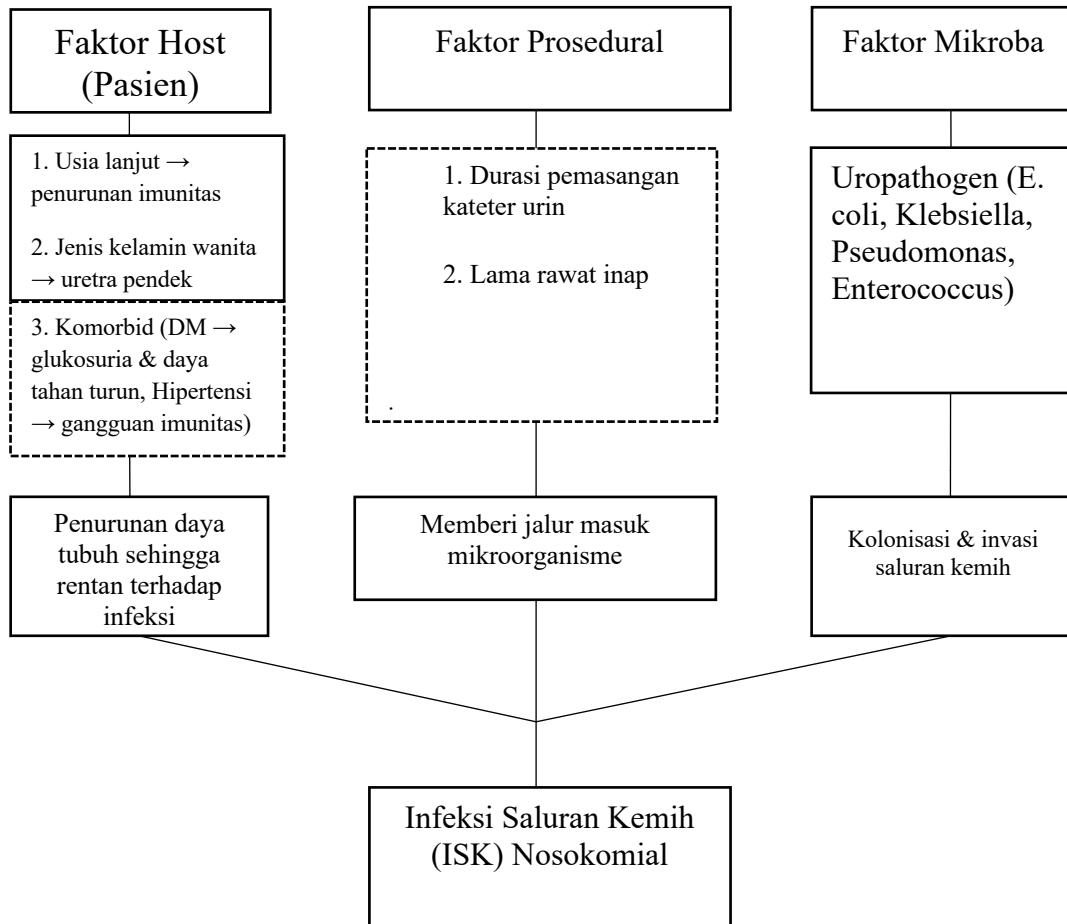 Faktor Host
(Pasien)
Faktor Prosedural
Faktor Mikroba
1. Usia lanjut →
penurunan imunitas
2. Jenis kelamin wanita
→ uretra pendek
3. Komorbid (DM →
glukosuria & daya
tahan turun, Hipertensi
→ gangguan imunitas)
1. Durasi pemasangan
kateter urin
2. Lama rawat inap
.
Uropathogen (E.
coli, Klebsiella,
Pseudomonas,
Enterococcus)
Penurunan daya
tubuh sehingga
rentan terhadap
infeksi
Memberi jalur masuk
mikroorganisme
Kolonisasi & invasi
saluran kemih
Infeksi Saluran Kemih
(ISK) Nosokomial